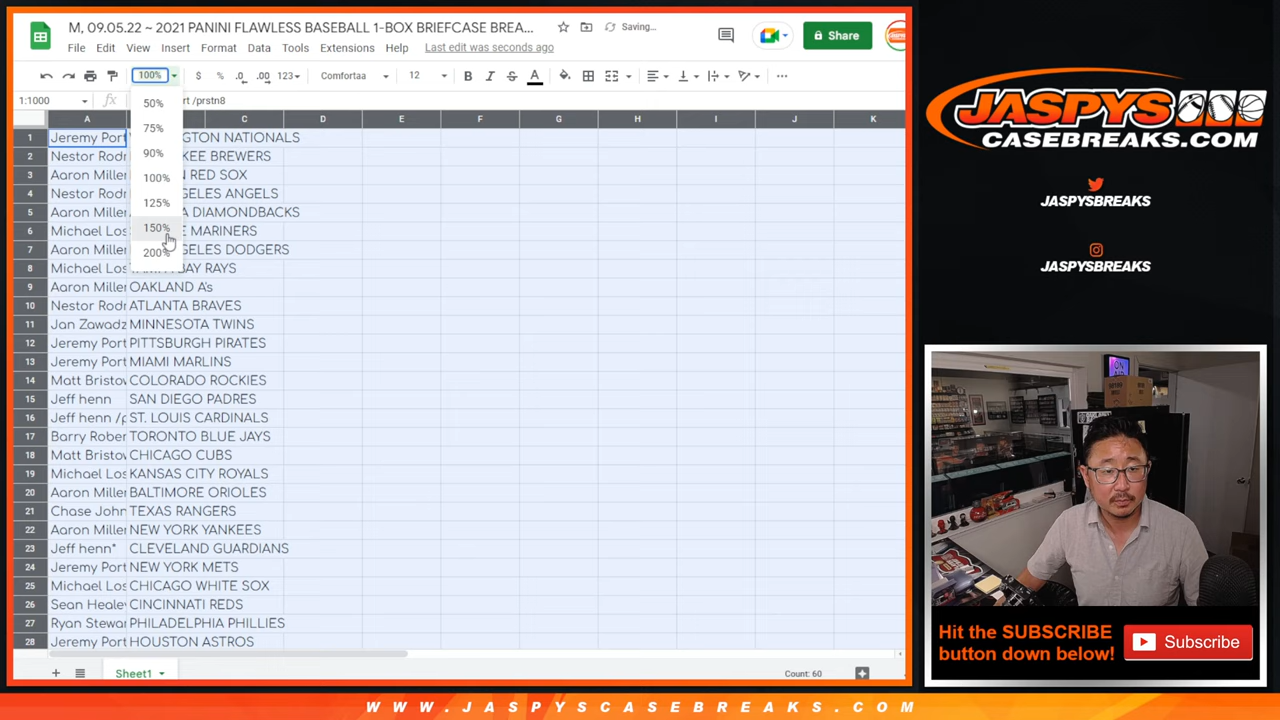 M, 09.05.22 ~ 2021 PANINI FLAWLESS BASEBALL 1-BOX BRIEFCASE BREA...
Saving...
Share
File Edit View Insert Format Data Tools Extensions Help Last edit was seconds ago
100% $ % .0 .00 123 Comfortaa 12 B I S A
1:1000 fx rt /prstn8
50%
75%
90%
100%
125%
150%
200%
A C D E F G H I J K
1 Jeremy Port GTON NATIONALS
2 Nestor Rodr KEE BREWERS
3 Aaron Miller N RED SOX
4 Nestor Rodr GELES ANGELS
5 Aaron Miller A DIAMONDBACKS
6 Michael Los E MARINERS
7 Aaron Miller GELES DODGERS
8 Michael Los TAMPA BAY RAYS
9 Aaron Miller OAKLAND A's
10 Nestor Rodr ATLANTA BRAVES
11 Jan Zawadz MINNESOTA TWINS
12 Jeremy Port PITTSBURGH PIRATES
13 Jeremy Port MIAMI MARLINS
14 Matt Bristow COLORADO ROCKIES
15 Jeff henn SAN DIEGO PADRES
16 Jeff henn /p ST. LOUIS CARDINALS
17 Barry Rober TORONTO BLUE JAYS
18 Matt Bristow CHICAGO CUBS
19 Michael Los KANSAS CITY ROYALS
20 Aaron Miller BALTIMORE ORIOLES
21 Chase John TEXAS RANGERS
22 Aaron Miller NEW YORK YANKEES
23 Jeff henn* CLEVELAND GUARDIANS
24 Jeremy Port NEW YORK METS
25 Michael Los CHICAGO WHITE SOX
26 Sean Healey CINCINNATI REDS
27 Ryan Stewar PHILADELPHIA PHILLIES
28 Jeremy Port HOUSTON ASTROS
Sheet1
Count: 60
JASPYS
CASEBREAKS.COM
JASPYSBREAKS
JASPYSBREAKS
Hit the SUBSCRIBE
button down below!
Subscribe
WWW.JASPYSCASEBREAKS.COM